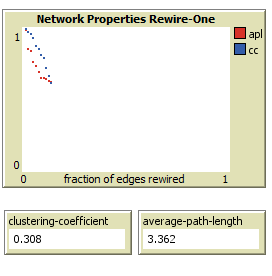 Network Properties Rewire-One
1
apl
cc
0
0 fraction of edges rewired 1
clustering-coefficient
0.308
average-path-length
3.362